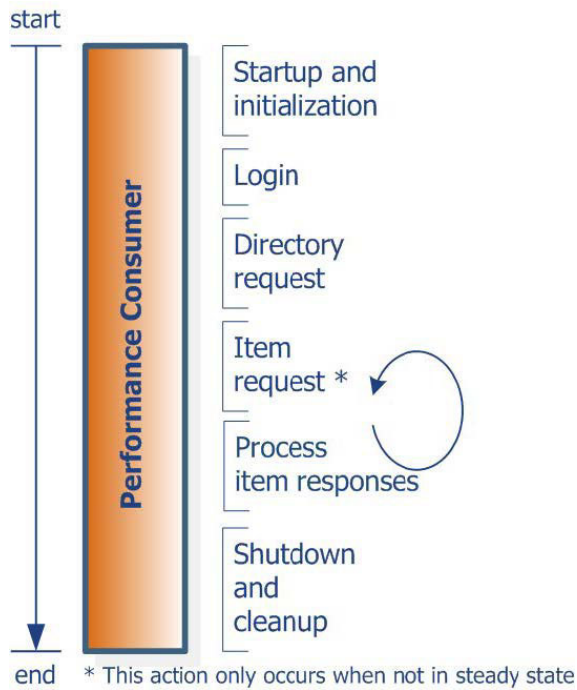 start
Startup and
initialization
Login
Directory
request
Performance Consumer
Item
request *
Process
item responses
Shutdown
and
cleanup
end
* This action only occurs when not in steady state